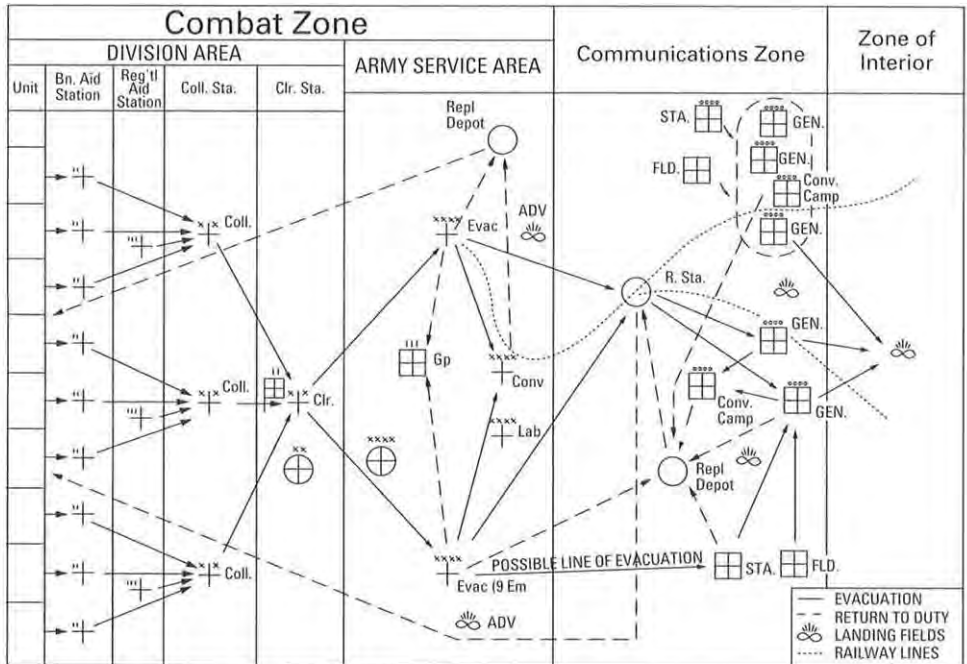 Combat Zone
DIVISION AREA
ARMY SERVICE AREA
Communications Zone
Zone of
Interior
Unit
Bn. Aid
Station
Reg'tl
Aid
Station
Coll. Sta.
Clr. Sta.
Repl
Depot
STA.
GEN.
FLD.
GEN.
Conv.
Camp
GEN.
Coll.
Evac
ADV
R. Sta.
Gp
GEN.
Coll.
Clr.
Conv
Conv.
Camp
GEN.
Lab
Repl
Depot
Coll.
POSSIBLE LINE OF EVACUATION
Evac (9 Em
STA.
FLD.
ADV
EVACUATION
RETURN TO DUTY
LANDING FIELDS
RAILWAY LINES